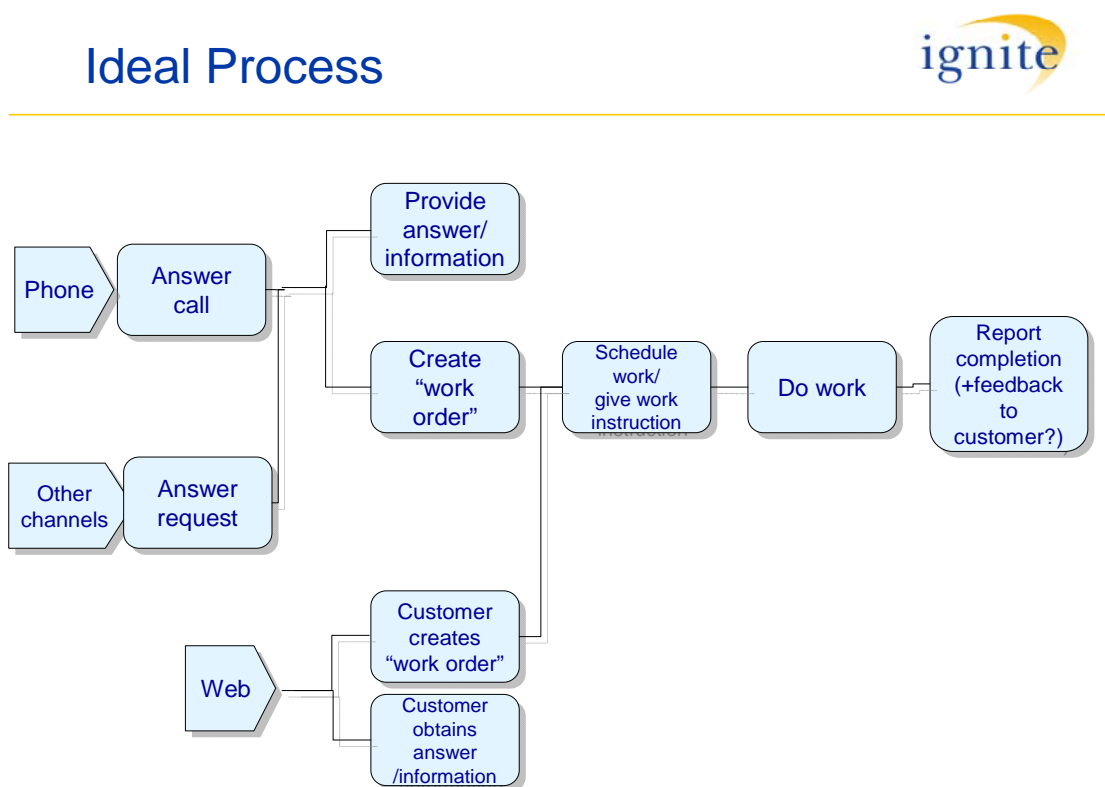 Ideal Process
ignite
Provide
answer/
information
Phone
Answer
call
Create
“work
order”
Schedule
work/
give work
instruction
Do work
Report
completion
(+feedback
to
customer?)
Other
channels
Answer
request
Customer
creates
“work order”
Web
Customer
obtains
answer
/information